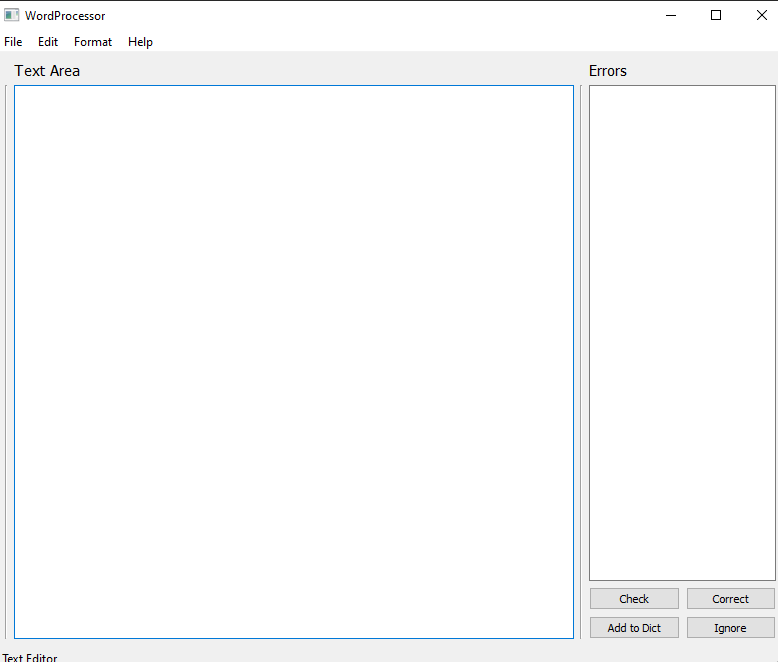 WordProcessor
File Edit Format Help
Text Area
Errors
Check Correct
Add to Dict Ignore
Text Editor